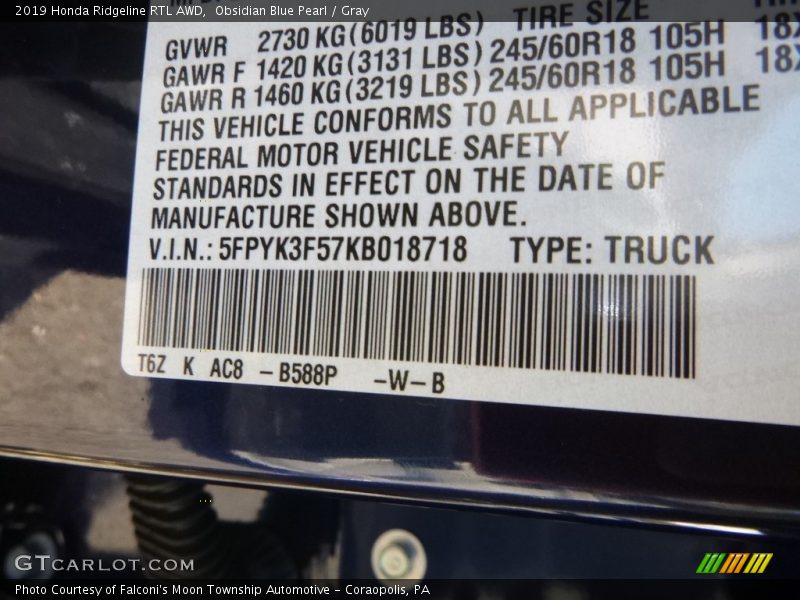 2019 Honda Ridgeline RTL AWD, Obsidian Blue Pearl / Gray
TIRE SIZE
GVWR 2730 KG (6019 LBS)
GAWR F 1420 KG (3131 LBS) 245/60R18 105H 18X
GAWR R 1460 KG (3219 LBS) 245/60R18 105H 18X
THIS VEHICLE CONFORMS TO ALL APPLICABLE
FEDERAL MOTOR VEHICLE SAFETY
STANDARDS IN EFFECT ON THE DATE OF
MANUFACTURE SHOWN ABOVE.
V.I.N.: 5FPYK3F57KB018718 TYPE: TRUCK
T6Z K AC8 -B588P -W-B
GTCARLOT.COM
Photo Courtesy of Falconi's Moon Township Automotive - Coraopolis, PA